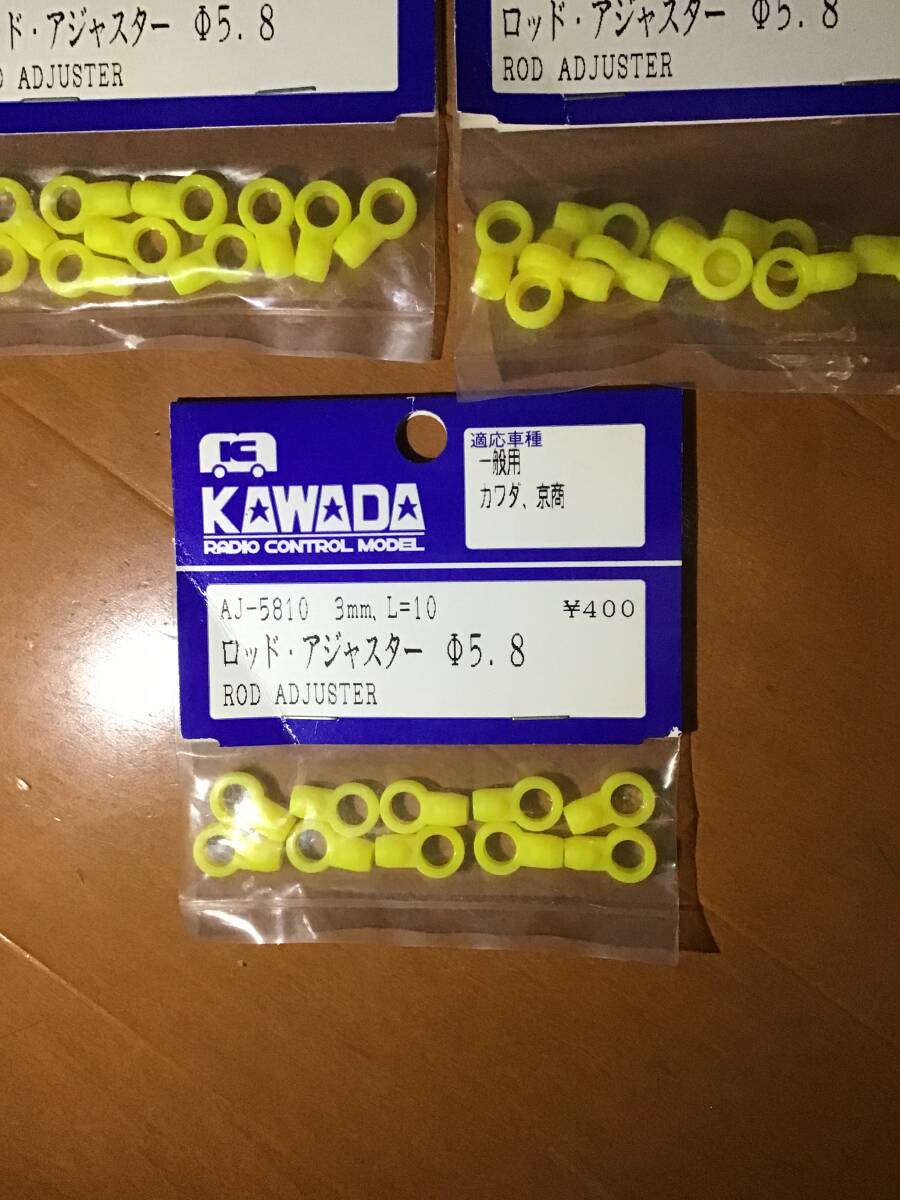 ド・アジャスター Φ5.8
ADJUSTER
ロッド・アジャスター Φ5.8
ROD ADJUSTER
KAWADA
RADIO CONTROL MODEL
適応車種
一般用
カワダ、京商
AJ-5810 3mm、L=10 ¥400
ロッド・アジャスター Φ5.8
ROD ADJUSTER